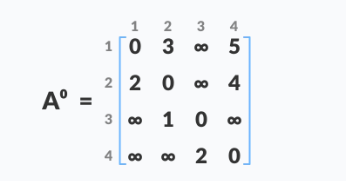 1 2 3 4
1 0 3 ∞ 5
2 2 0 ∞ 4
A⁰ =
3 ∞ 1 0 ∞
4 ∞ ∞ 2 0